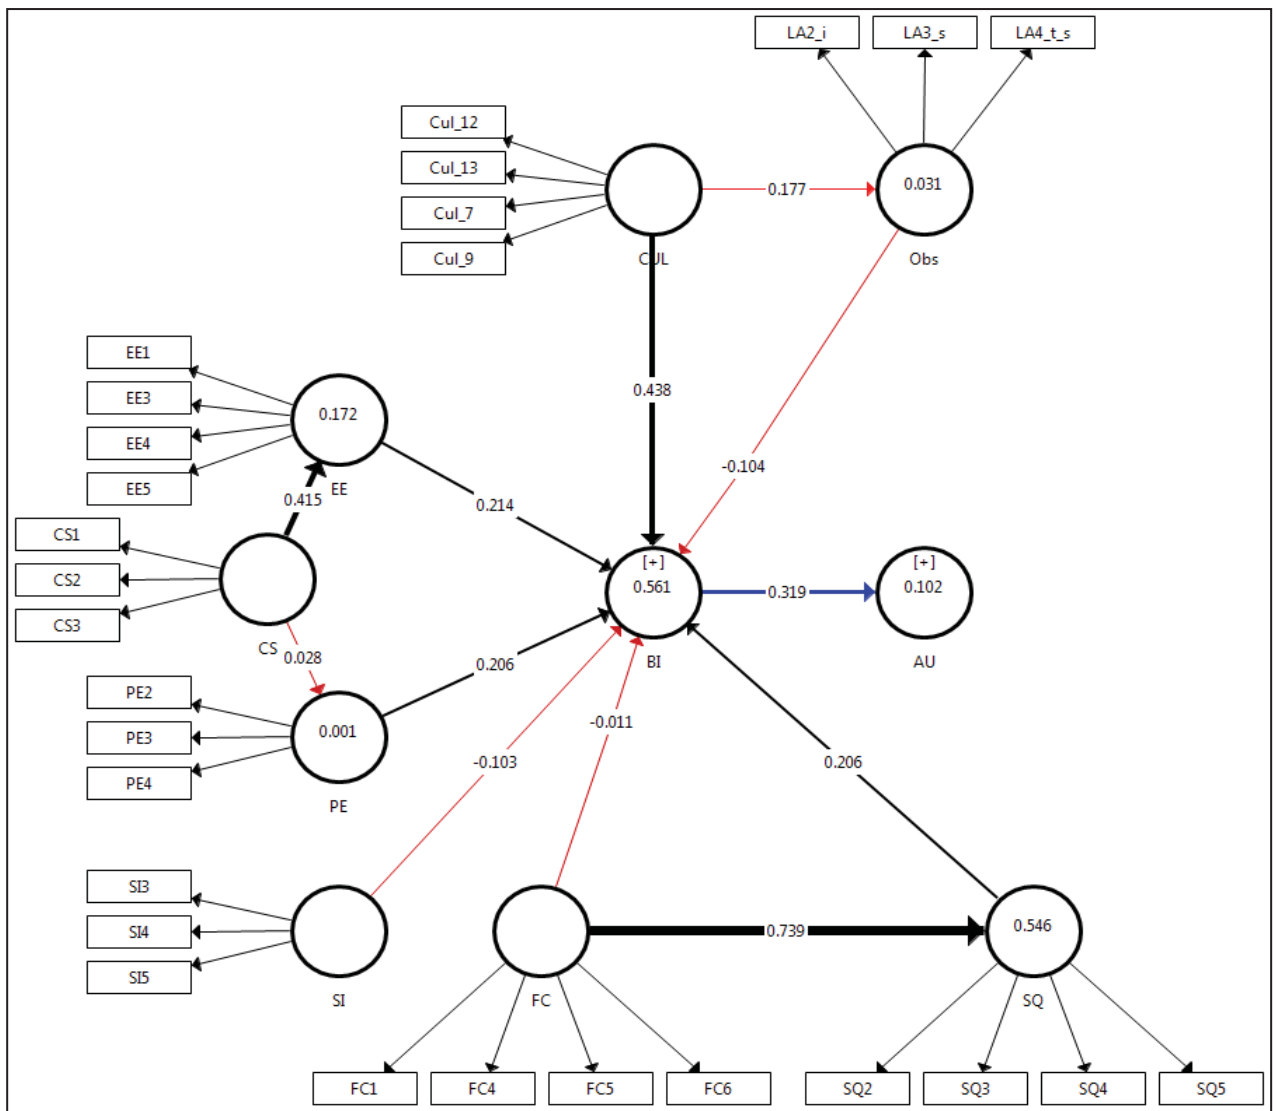 LA2_i
LA3_s
LA4_t_s
Cul_12
Cul_13
Cul_7
Cul_9
0.177
0.031
CUL
Obs
EE1
EE3
EE4
EE5
0.172
0.438
-0.104
EE
0.415
0.214
CS1
CS2
CS3
CS
[+]
0.561
0.319
[+]
0.102
BI
AU
0.028
0.206
PE2
PE3
PE4
0.001
-0.011
-0.103
0.206
PE
SI3
SI4
SI5
0.739
0.546
SI
FC
SQ
FC1
FC4
FC5
FC6
SQ2
SQ3
SQ4
SQ5